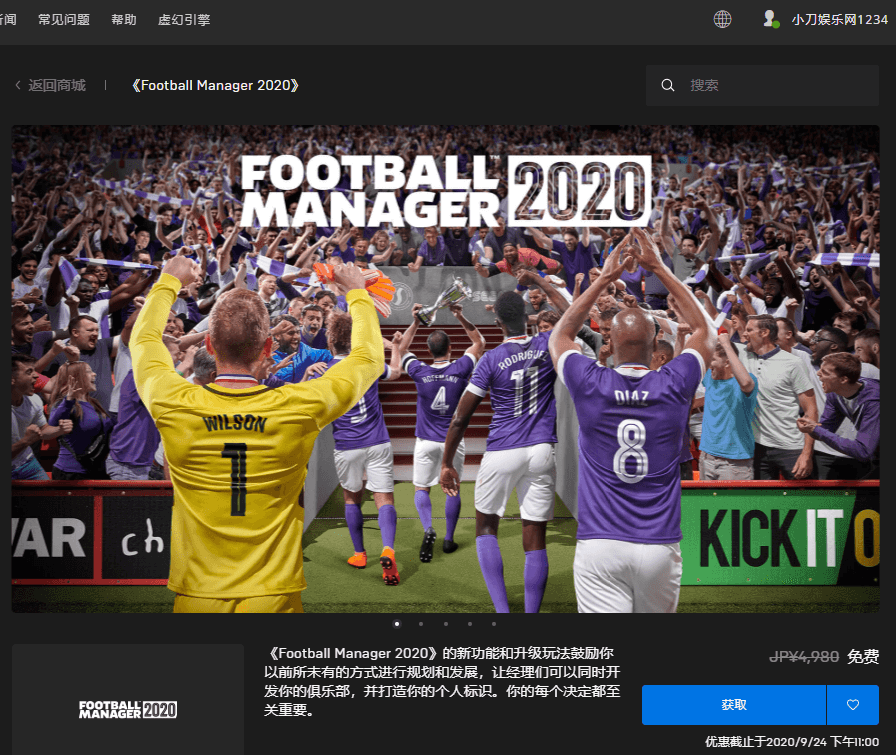 常见问题 帮助 虚幻引擎 小刀娱乐网1234
返回商城 《Football Manager 2020》 搜索
FOOTBALL
MANAGER 2020
RODRIGUEZ
11
4
WILSON
1
DIAZ
8
KICK IT O
《Football Manager 2020》的新功能和升级玩法鼓励你
以前所未有的方式进行规划和发展，让经理们可以同时开
发你的俱乐部，并打造你的个人标识。你的每个决定都至
关重要。
JP¥4,980 免费
获取
FOOTBALL
MANAGER 2020
优惠截止于2020/9/24 下午11:00